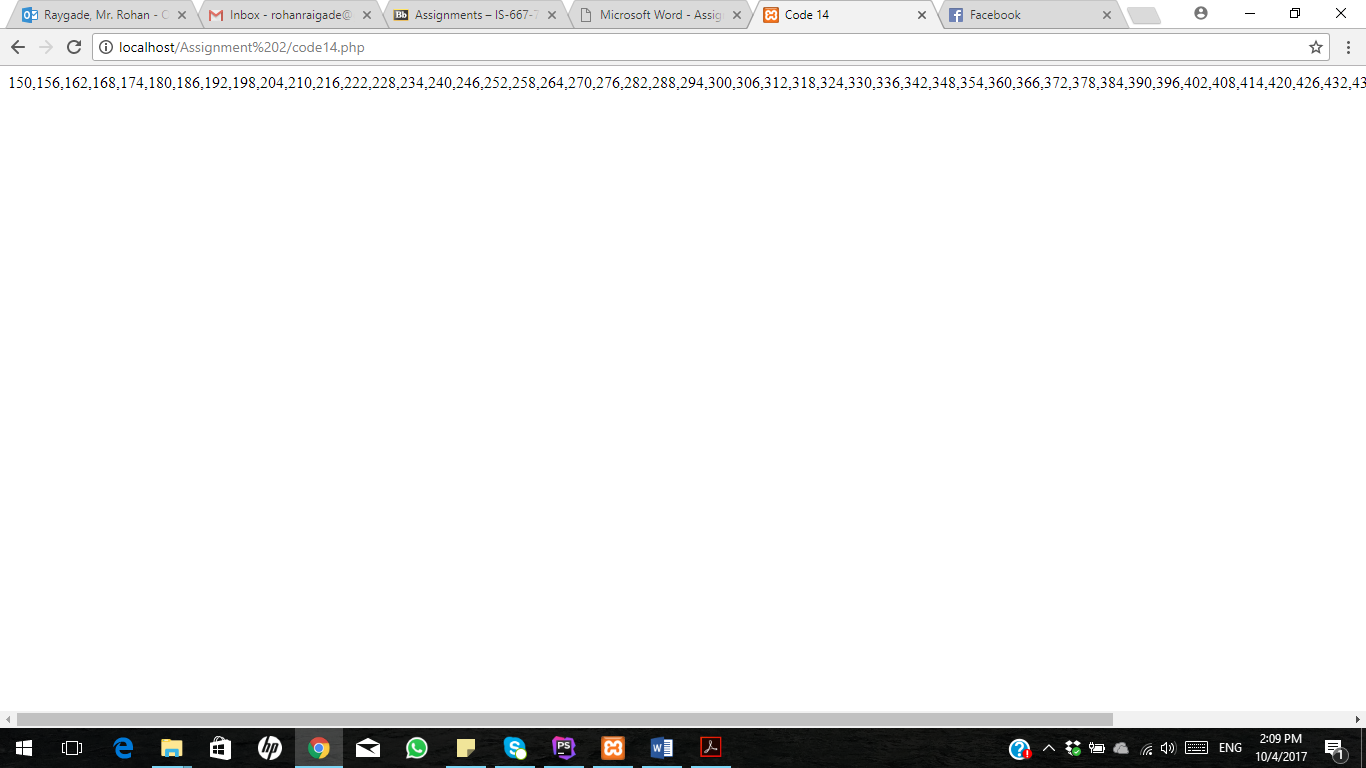 Raygade, Mr. Rohan - C
Inbox - rohanraigade@
Assignments – IS-667-7
Microsoft Word - Assig
Code 14
Facebook
localhost/Assignment%202/code14.php
150,156,162,168,174,180,186,192,198,204,210,216,222,228,234,240,246,252,258,264,270,276,282,288,294,300,306,312,318,324,330,336,342,348,354,360,366,372,378,384,390,396,402,408,414,420,426,432,43
ENG
2:09 PM
10/4/2017
1